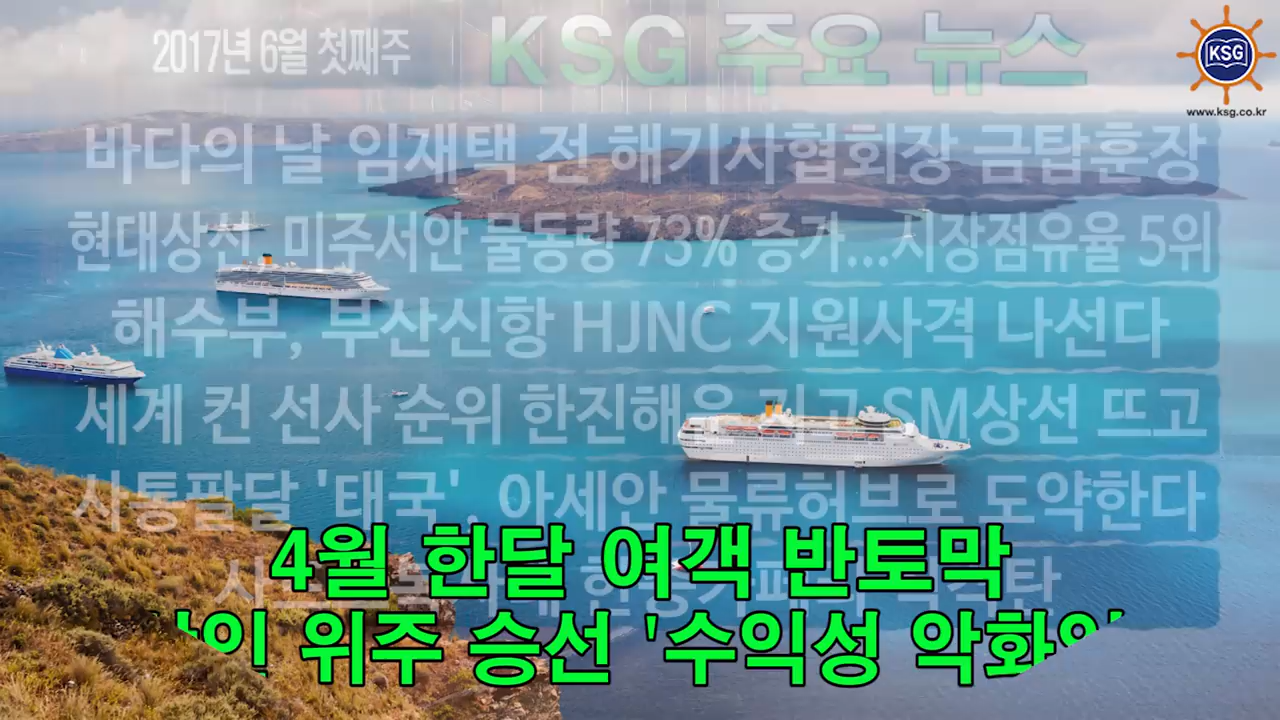 2017년 6월 첫째주
KSG 주요 뉴스
KSG
www.ksg.co.kr
바다의 날 임재택 전 해기사협회장 금탑훈장
현대상선, 미주서안 물동량 73% 증가...시장점유율 5위
해수부, 부산신항 HJNC 지원사격 나선다
세계 컨 선사 순위 한진해운 지고 SM상선 뜨고
사통팔달 '태국', 아세안 물류허브로 도약한다
4월 한달 여객 반토막
위주 승선 '수익성